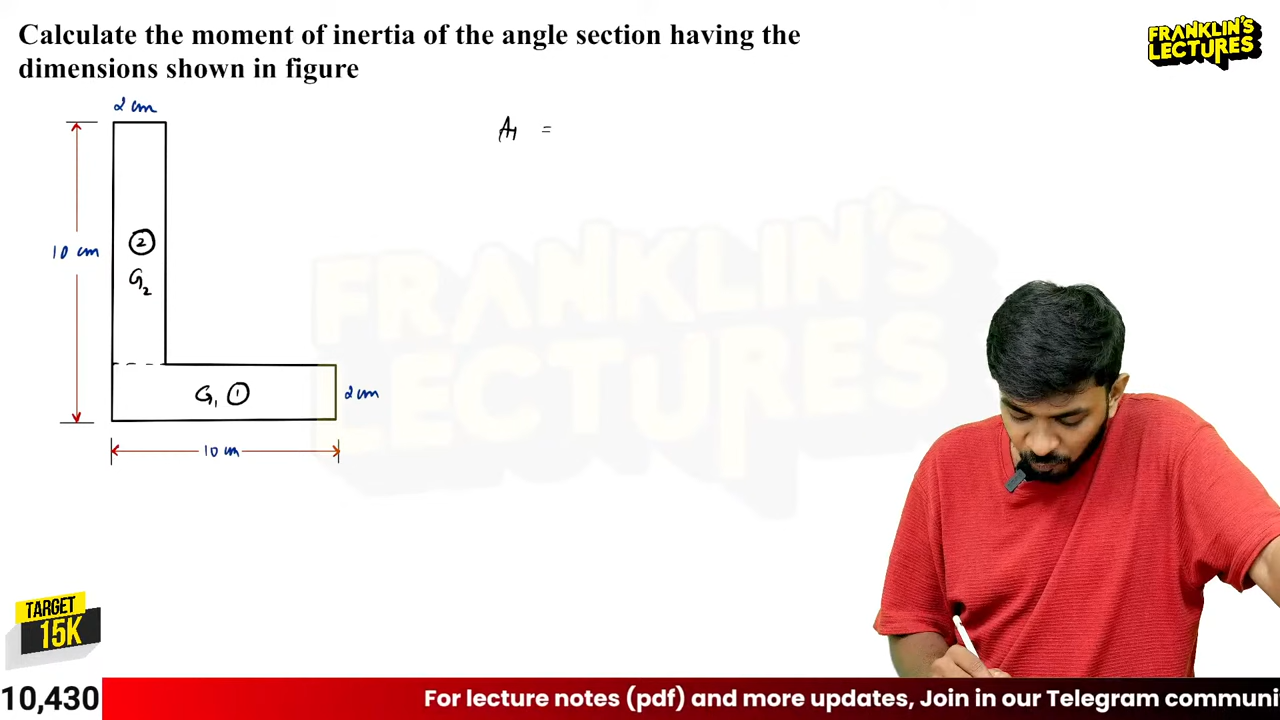 Calculate the moment of inertia of the angle section having the
dimensions shown in figure
FRANKLIN'S
LECTURES
2 cm
A1 =
10 cm
2
G2
G1 1
2 cm
10 cm
FRANKLIN'S
LECTURES
TARGET
15K
10,430
For lecture notes (pdf) and more updates, Join in our Telegram communi